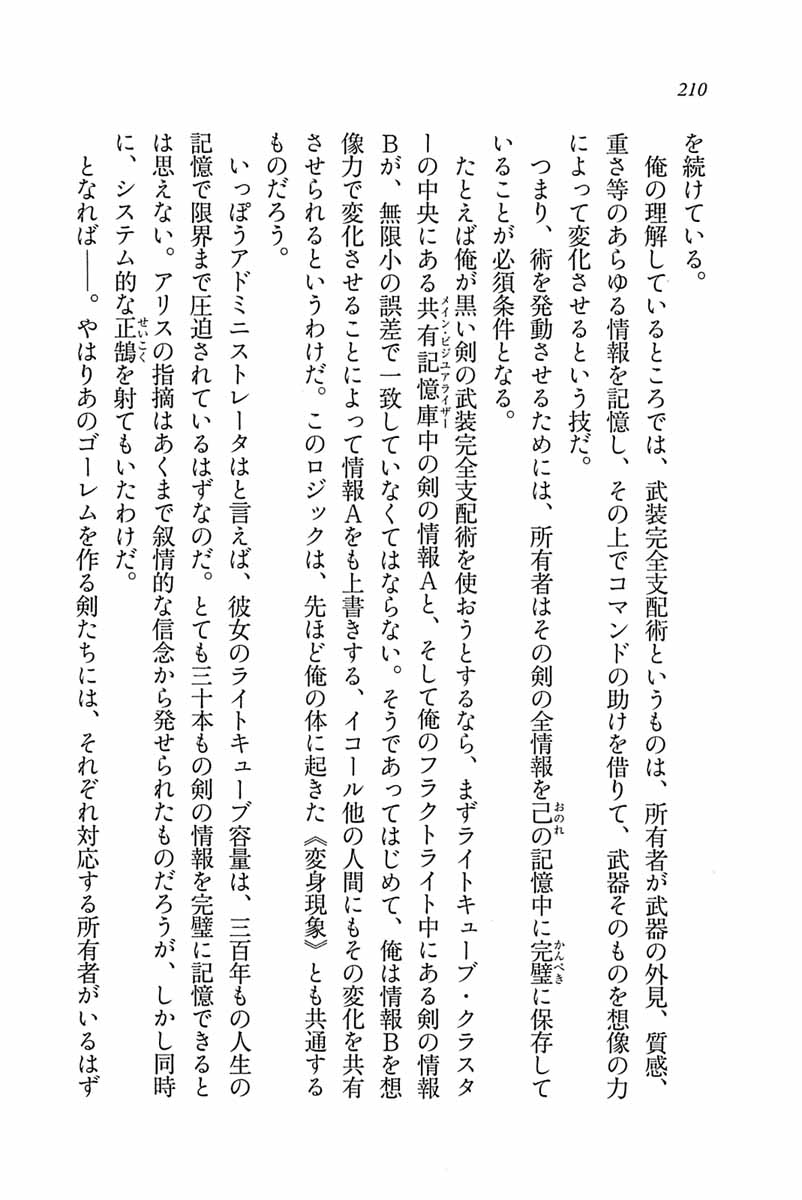 210
を続けている。
　俺の理解しているところでは、武装完全支配術というものは、所有者が武器の外見、質感、
重さ等のあらゆる情報を記憶し、その上でコマンドの助けを借りて、武器そのものを想像の力
によって変化させるという技だ。
　つまり、術を発動させるためには、所有者はその剣の全情報を己おのれの記憶中に完璧かんぺきに保存して
いることが必須条件となる。
　たとえば俺が黒い剣の武装完全支配術を使おうとするなら、まずライトキューブ・クラスタ
ーの中央にある共有記憶庫メイン・ビジュアライザー中の剣の情報Ａと、そして俺のフラクトライト中にある剣の情報
Ｂが、無限小の誤差で一致していなくてはならない。そうであってはじめて、俺は情報Ｂを想
像力で変化させることによって情報Ａをも上書きする、イコール他の人間にもその変化を共有
させられるというわけだ。このロジックは、先ほど俺の体に起きた《変身現象》とも共通する
ものだろう。
　いっぽうアドミニストレータはと言えば、彼女のライトキューブ容量は、三百年もの人生の
記憶で限界まで圧迫されているはずなのだ。とても三十本もの剣の情報を完璧に記憶できると
は思えない。アリスの指摘はあくまで叙情的な信念から発せられたものだろうが、しかし同時
に、システム的な正鵠せいこくを射てもいたわけだ。
　となれば――。やはりあのゴーレムを作る剣たちには、それぞれ対応する所有者がいるはず